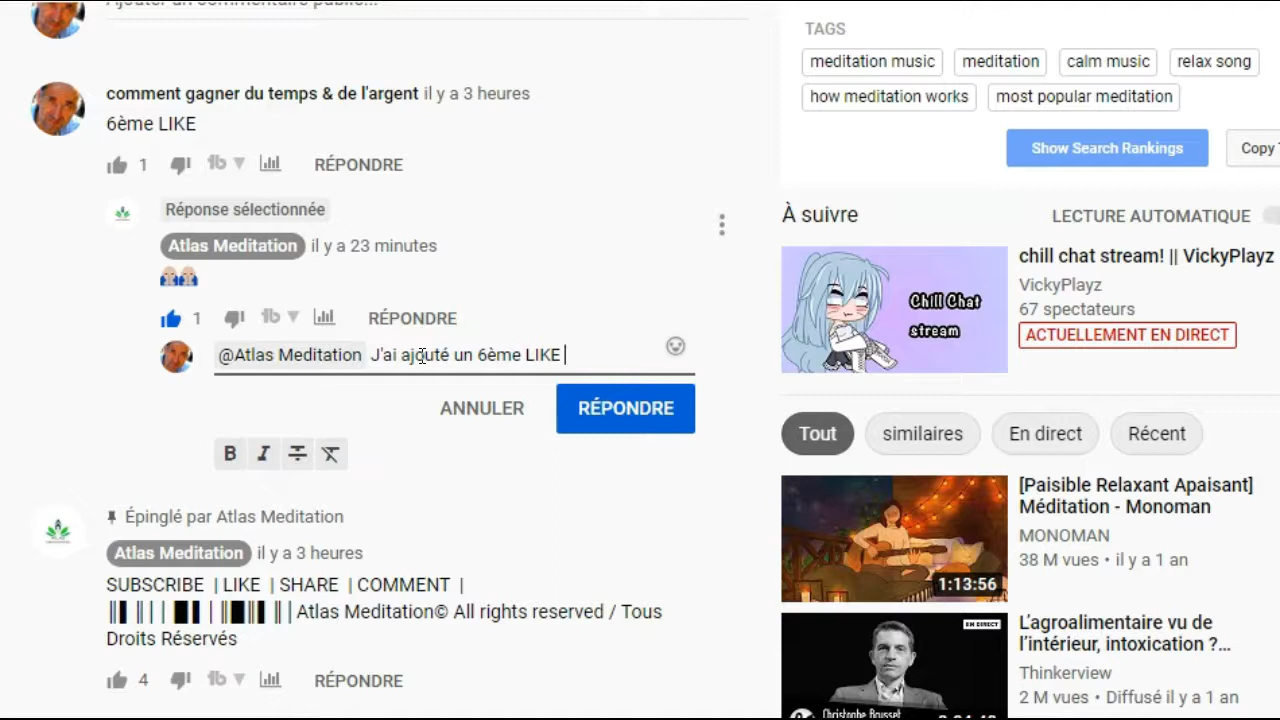 Ajouter un commentaire public...
comment gagner du temps & de l'argent il y a 3 heures
6ème LIKE
1 RÉPONDRE
Réponse sélectionnée
Atlas Meditation il y a 23 minutes
1 RÉPONDRE
@Atlas Meditation J'ai ajouté un 6ème LIKE
ANNULER RÉPONDRE
B I
Épinglé par Atlas Meditation
Atlas Meditation il y a 3 heures
SUBSCRIBE | LIKE | SHARE | COMMENT |
Atlas Meditation© All rights reserved / Tous
Droits Réservés
4 RÉPONDRE
TAGS
meditation music meditation calm music relax song
how meditation works most popular meditation
Show Search Rankings Copy
À suivre LECTURE AUTOMATIQUE
Chill Chat
stream
chill chat stream! || VickyPlayz
VickyPlayz
67 spectateurs
ACTUELLEMENT EN DIRECT
Tout similaires En direct Récent
1:13:56
[Paisible Relaxant Apaisant]
Méditation - Monoman
MONOMAN
38 M vues • il y a 1 an
EN DIRECT
L'agroalimentaire vu de
l'intérieur, intoxication ?...
Thinkerview
2 M vues • Diffusé il y a 1 an